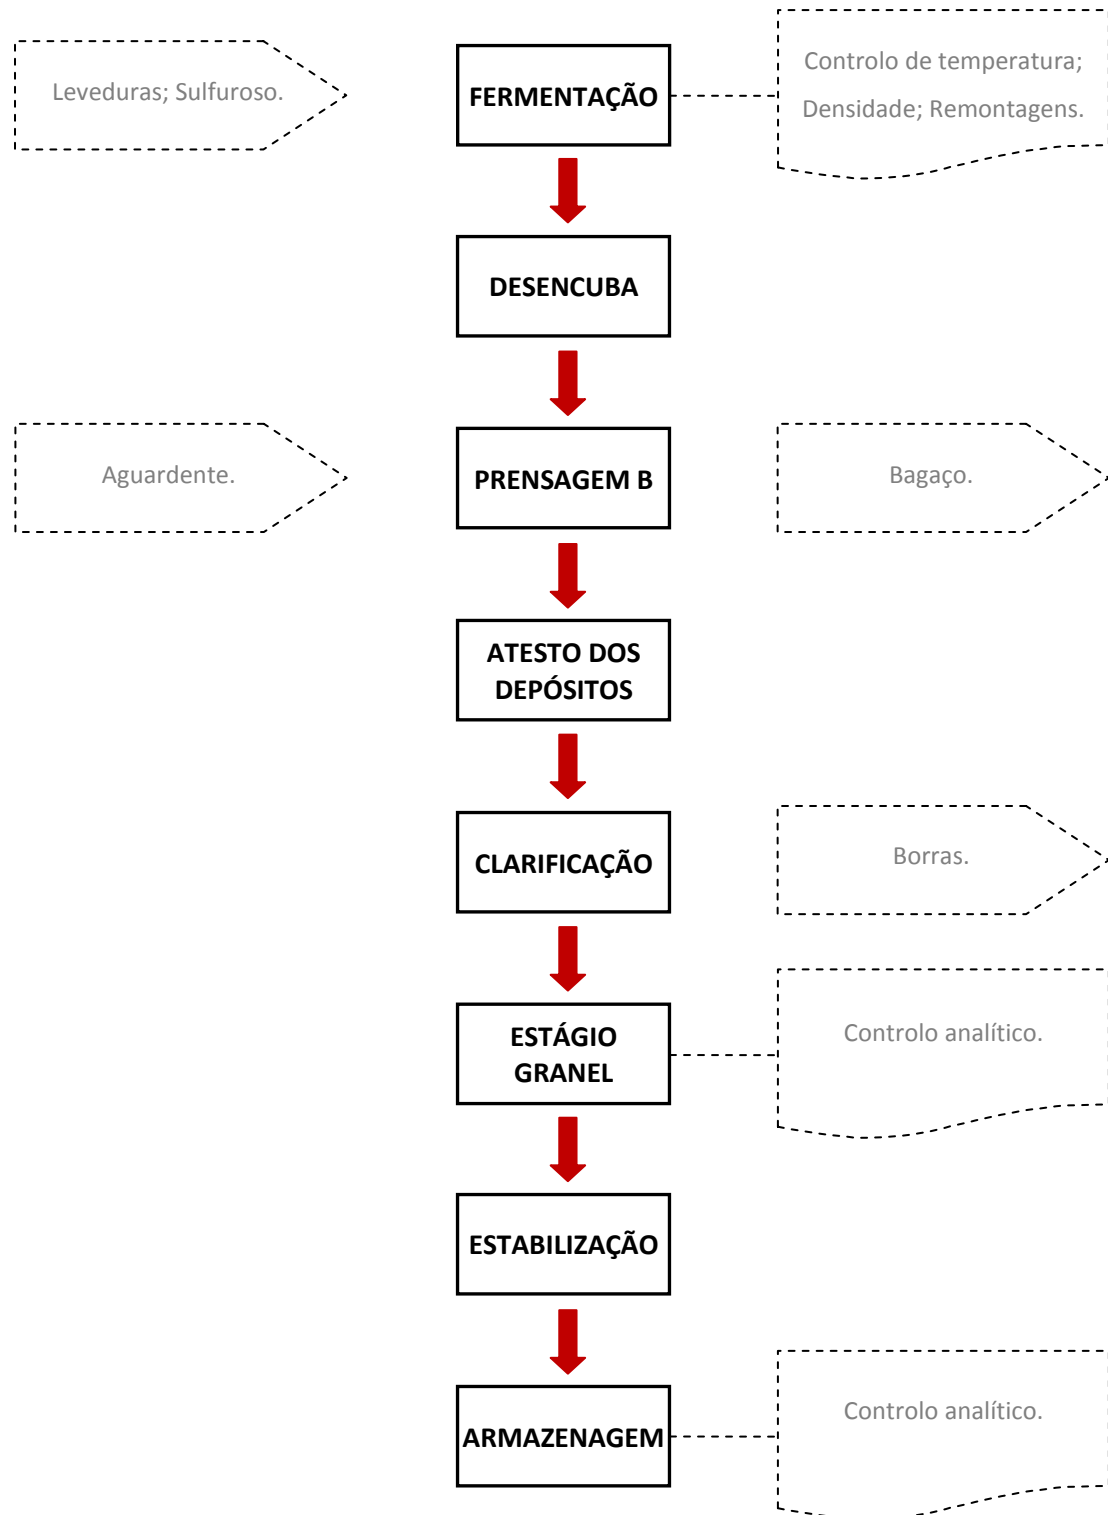 Leveduras; Sulfuroso.
FERMENTAÇÃO
Controlo de temperatura;
Densidade; Remontagens.
DESENCUBA
Aguardente.
PRENSAGEM B
Bagaço.
ATESTO DOS
DEPÓSITOS
CLARIFICAÇÃO
Borras.
ESTÁGIO
GRANEL
Controlo analítico.
ESTABILIZAÇÃO
ARMAZENAGEM
Controlo analítico.